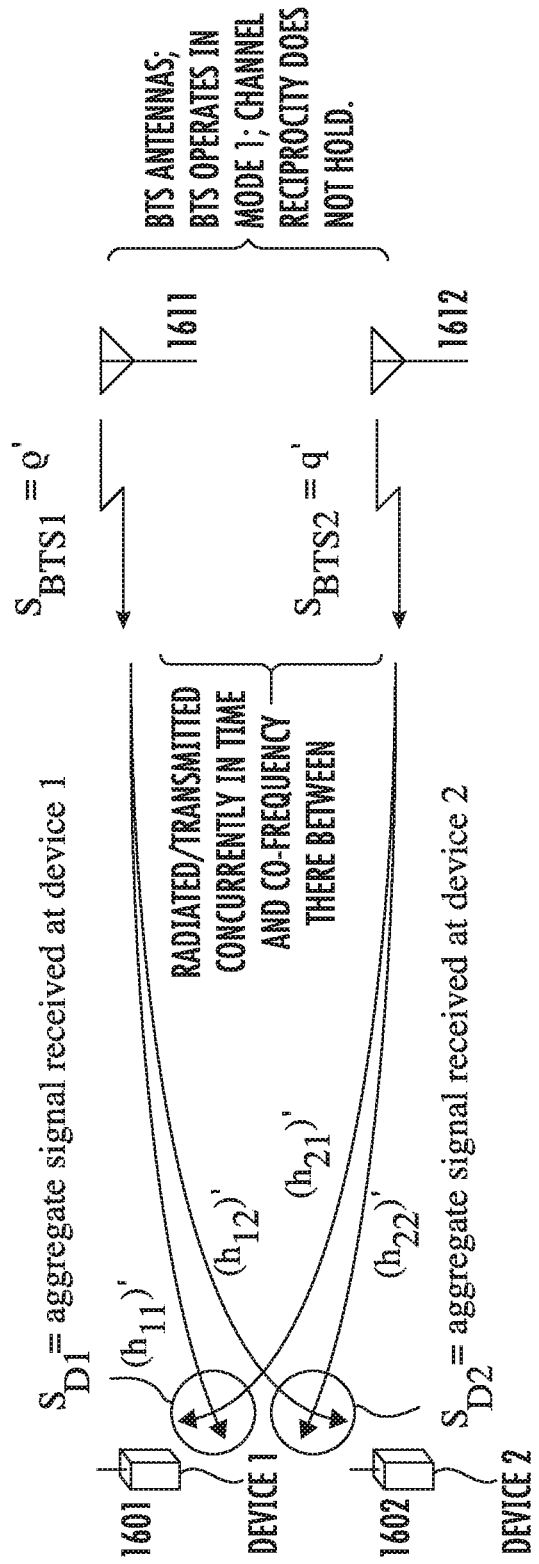 1601
DEVICE 1
S_D1 = aggregate signal received at device 1
(h_11)'
(h_12)'
RADIATED/TRANSMITTED
CONCURRENTLY IN TIME
AND CO-FREQUENCY
THERE BETWEEN
S_BTS1 = Q'
1611
BTS ANTENNAS;
BTS OPERATES IN
MODE 1; CHANNEL
RECIPROCITY DOES
NOT HOLD.
1602
DEVICE 2
S_D2 = aggregate signal received at device 2
(h_21)'
(h_22)'
S_BTS2 = q'
1612